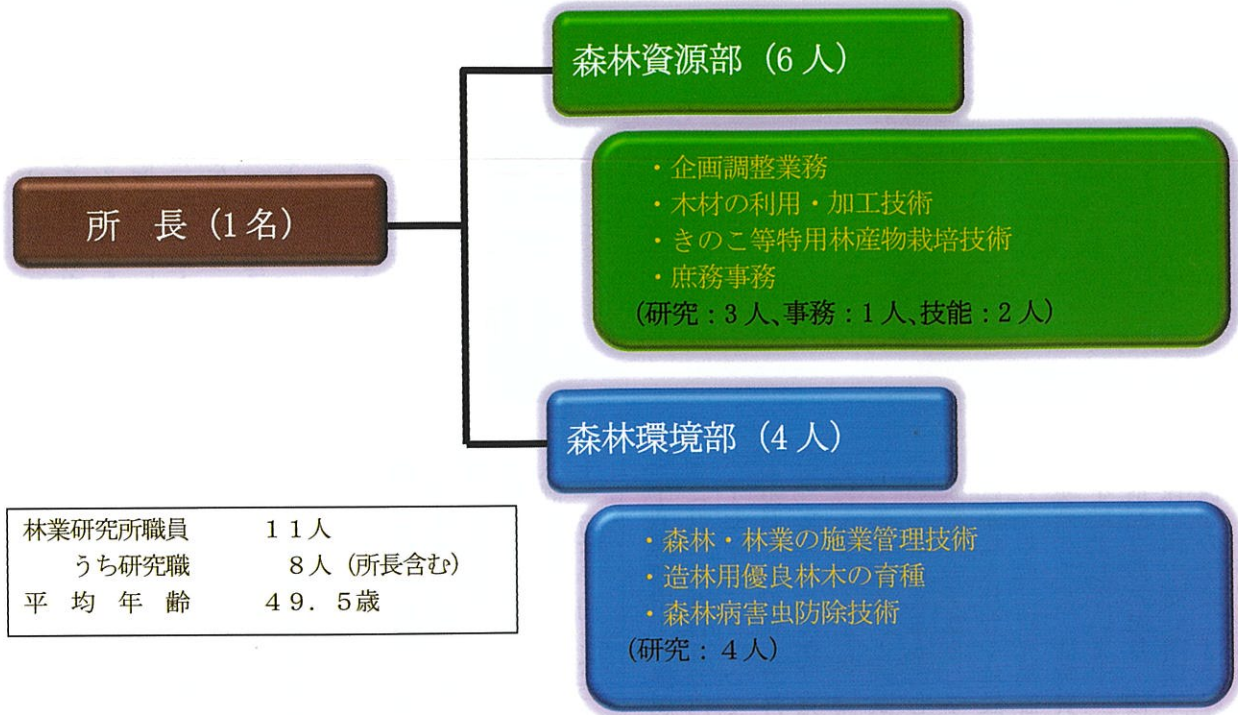 森林資源部（6人）
・企画調整業務
・木材の利用・加工技術
・きのこ等特用林産物栽培技術
・庶務事務
(研究：3人、事務：1人、技能：2人)
所　長（1名）
森林環境部（4人）
・森林・林業の施業管理技術
・造林用優良林木の育種
・森林病害虫防除技術
(研究：4人)
林業研究所職員　１１人
うち研究職　８人（所長含む）
平　均　年　齢　４９．５歳